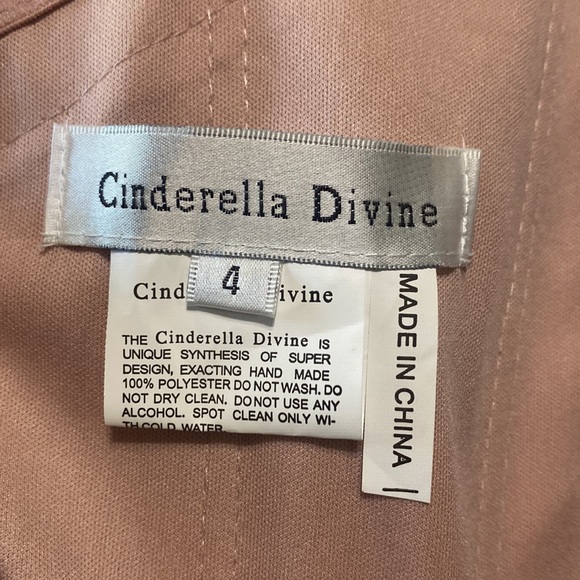 Cinderella Divine
4
Cind ivine
THE Cinderella Divine IS
UNIQUE SYNTHESIS OF SUPER
DESIGN, EXACTING HAND MADE
100% POLYESTER DO NOT WASH. DO
NOT DRY CLEAN. DO NOT USE ANY
ALCOHOL. SPOT CLEAN ONLY WI-
TH COLD WATER
MADE IN CHINA